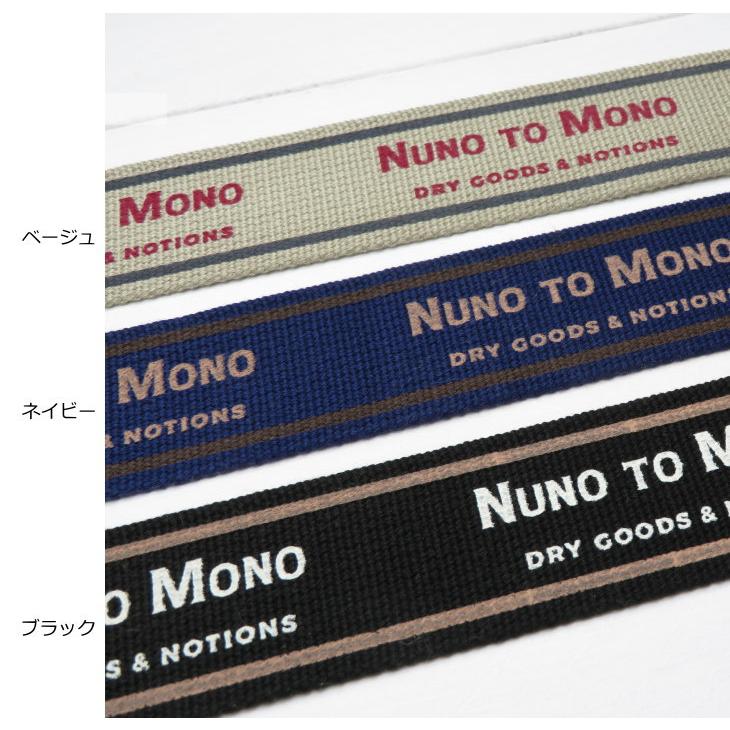 NUNO TO MONO
DRY GOODS & NOTIONS
MONO
& NOTIONS
ベージュ
NUNO TO MONO
DRY GOODS & NOTIONS
MONO
& NOTIONS
ネイビー
NUNO TO M
DRY GOODS &
O MONO
S & NOTIONS
ブラック